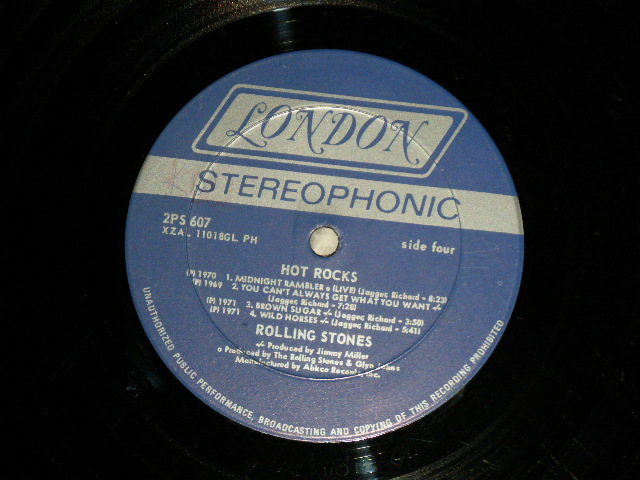 LONDON
STEREOPHONIC
2PS 607
XZAL 11018GL PH
side four
HOT ROCKS
(P) 1970 1. MIDNIGHT RAMBLER o (LIVE) (Jagger, Richard - 8:23)
(P) 1969 2. YOU CAN'T ALWAYS GET WHAT YOU WANT -/-
(Jagger, Richard - 7:28)
(P) 1971 3. BROWN SUGAR -/- (Jagger, Richard - 3:50)
(P) 1971 4. WILD HORSES -/- (Jagger, Richard - 5:41)
ROLLING STONES
-/- Produced by Jimmy Miller
o Produced by The Rolling Stones & Glyn Johns
Manufactured by Abkco Records, Inc.
UNAUTHORIZED PUBLIC PERFORMANCE, BROADCASTING AND COPYING OF THIS RECORDING PROHIBITED